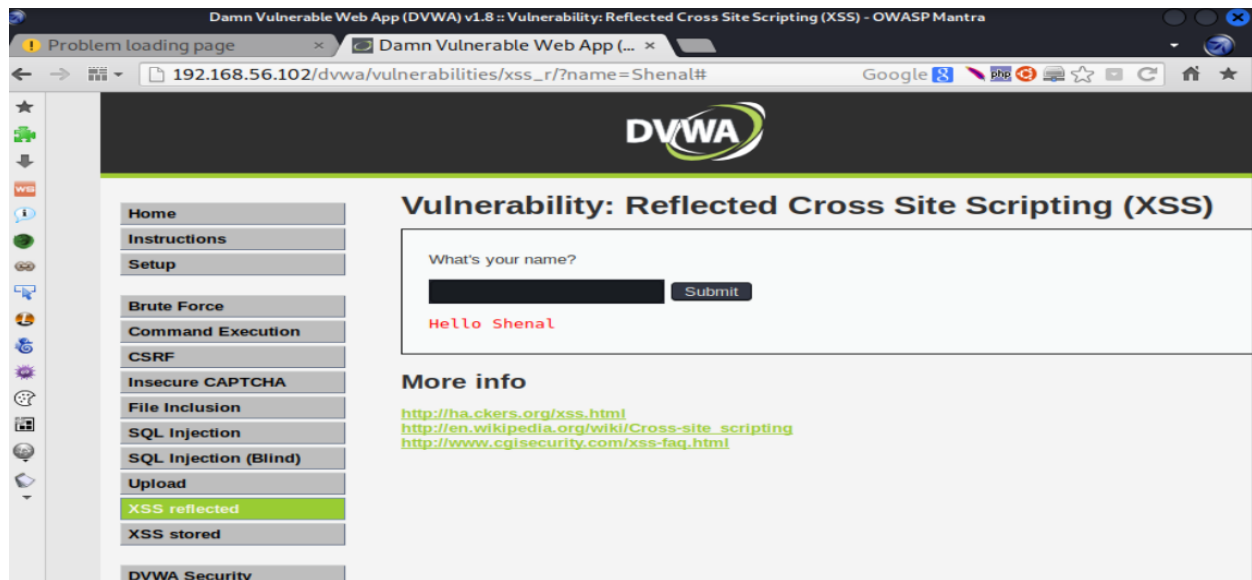 Damn Vulnerable Web App (DVWA) v1.8 :: Vulnerability: Reflected Cross Site Scripting (XSS) - OWASP Mantra
Problem loading page
Damn Vulnerable Web App (...
192.168.56.102/dvwa/vulnerabilities/xss_r/?name=Shenal#
Google
php
DVWA
WS
Home
Instructions
Setup
Brute Force
Command Execution
CSRF
Insecure CAPTCHA
File Inclusion
SQL Injection
SQL Injection (Blind)
Upload
XSS reflected
XSS stored
DVWA Security
Vulnerability: Reflected Cross Site Scripting (XSS)
What's your name?
Submit
Hello Shenal
More info
http://ha.ckers.org/xss.html
http://en.wikipedia.org/wiki/Cross-site_scripting
http://www.cgisecurity.com/xss-faq.html